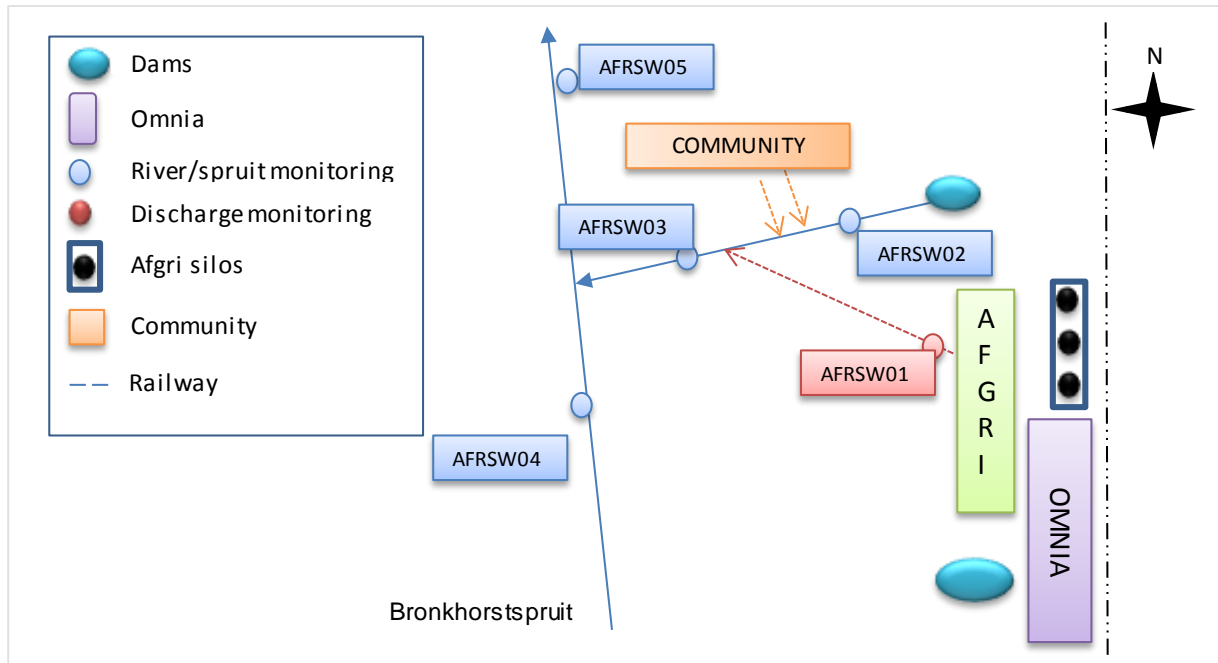 Dams
Omnia
River/spruit monitoring
Discharge monitoring
Afgri silos
Community
Railway
AFRSW05
N
COMMUNITY
AFRSW03
AFRSW02
AFRSW01
AFGRI
AFRSW04
OMNIA
Bronkhorstspruit